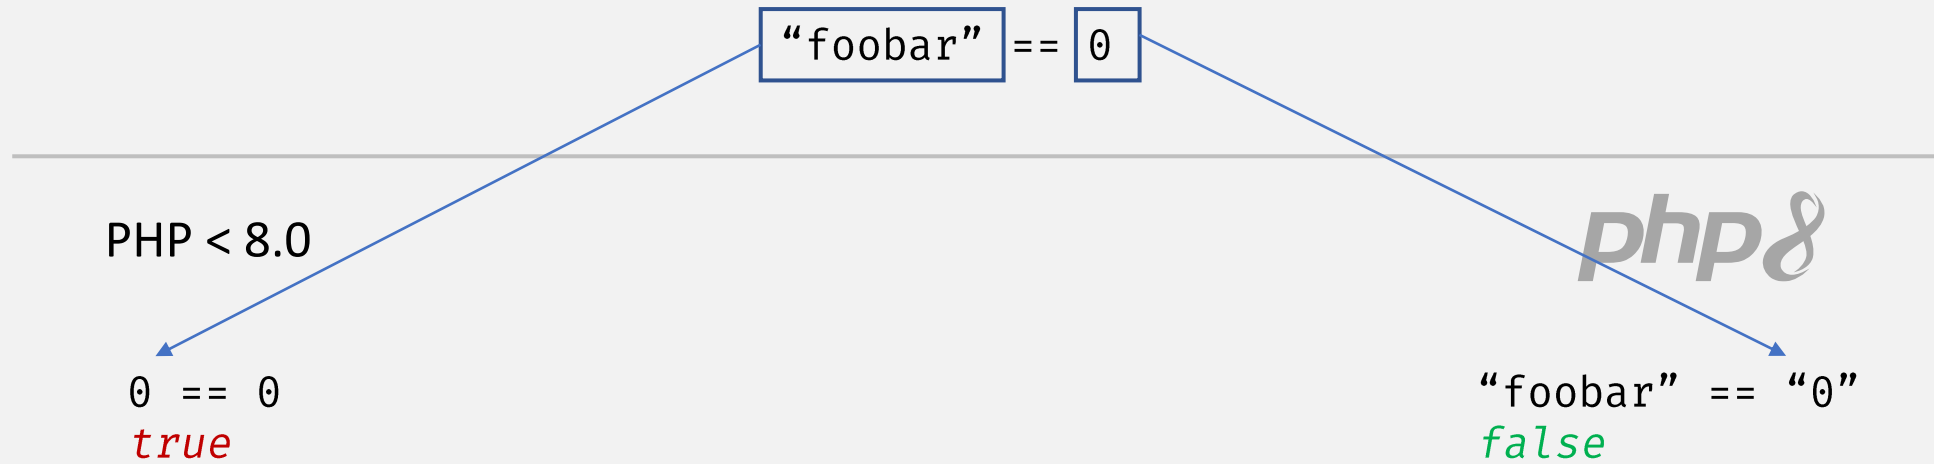 “foobar” == 0
PHP < 8.0
php8
0 == 0
“foobar” == “0”
true
false